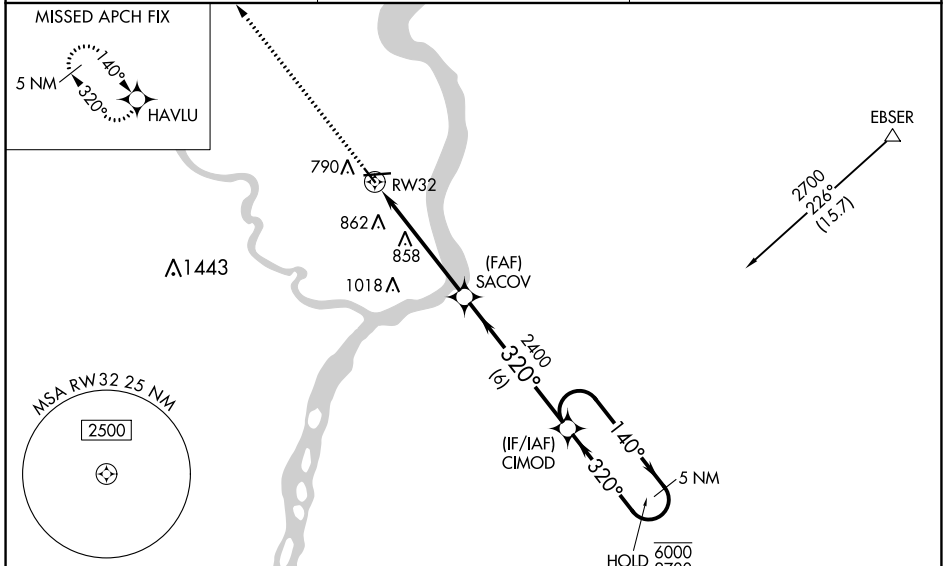 MISSED APCH FIX
140°
5 NM
320°
HAVLU
790
RW32
862
858
1018
1443
EBSER
2700
226°
(15.7)
(FAF)
SACOV
2400
320°
(6)
MSA RW32 25 NM
2500
(IF/IAF)
CIMOD
140°
320°
5 NM
HOLD
6000